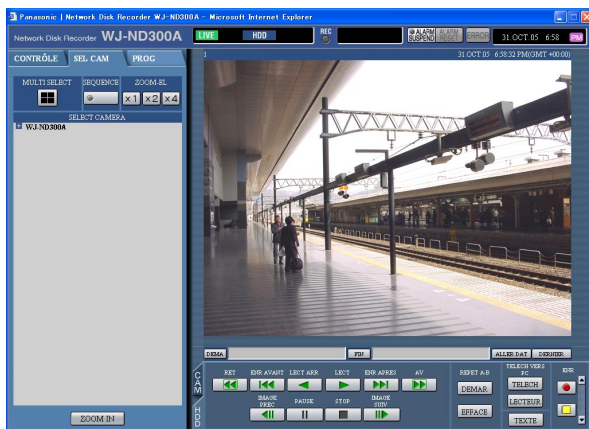 Panasonic | Network Disk Recorder WJ-ND300A - Microsoft Internet Explorer
Network Disk Recorder WJ-ND300A
LIVE HDD REC ALARM SUSPEND ALARM RESET ERROR 31.OCT.05 6:58 PM
CONTRÔLE SEL CAM PROG
1 31.OCT.05 6:58:32 PM(GMT +00:00)
MULTI SELECT SEQUENCE ZOOM-EL
x1 x2 x4
SELECT CAMERA
WJ-ND300A
DEMA FIN ALLER DAT DERNIER
CAM
HDD
RET ENR AVANT LECT ARR LECT ENR APRES AV
IMAGE PREC PAUSE STOP IMAGE SUIV
REPET A-B
DEMAR
EFFACE
TELECH VERS PC
TELECH
LECTEUR
TEXTE
ENR
ZOOM IN